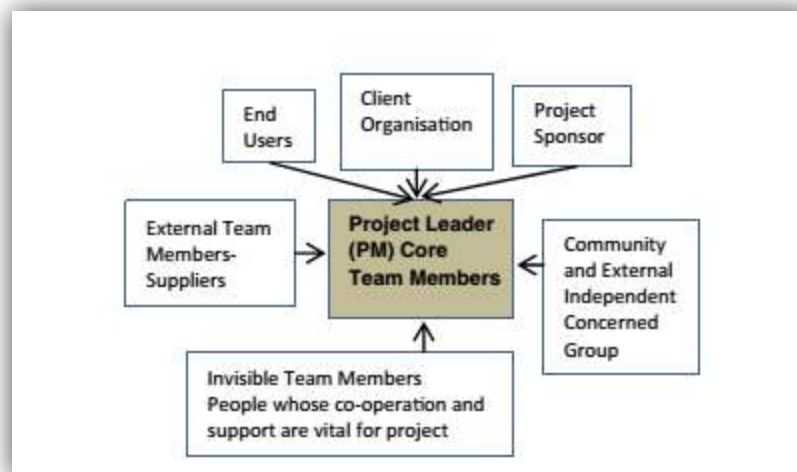 End
Users
Client
Organisation
Project
Sponsor
External Team
Members-
Suppliers
Project Leader
(PM) Core
Team Members
Community
and External
Independent
Concerned
Group
Invisible Team Members
People whose co-operation and
support are vital for project